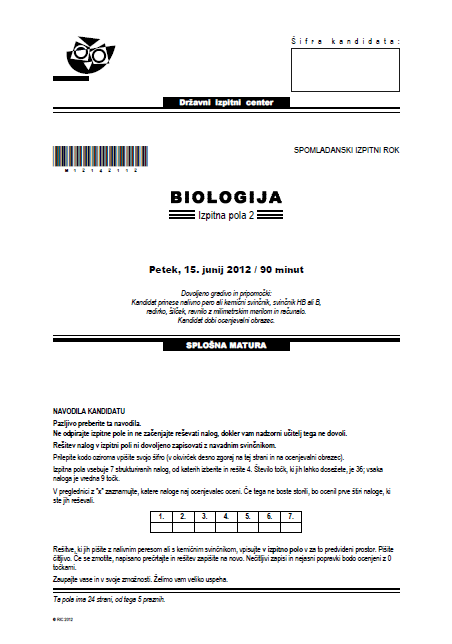 Šifra kandidata:
Državni izpitni center
SPOMLADANSKI IZPITNI ROK
M 1 2 1 4 2 1 1 2
BIOLOGIJA
Izpitna pola 2
Petek, 15. junij 2012 / 90 minut
Dovoljeno gradivo in pripomočki:
Kandidat prinese nalivno pero ali kemični svinčnik, svinčnik HB ali B,
radirko, šilček, ravnilo z milimetrskim merilom in računalo.
Kandidat dobi ocenjevalni obrazec.
SPLOŠNA MATURA
NAVODILA KANDIDATU
Pazljivo preberite ta navodila.
Ne odpirajte izpitne pole in ne začenjajte reševati nalog, dokler vam nadzorni učitelj tega ne dovoli.
Rešitev nalog v izpitni poli ni dovoljeno zapisovati z navadnim svinčnikom.
Prilepite kodo oziroma vpišite svojo šifro (v okvirček desno zgoraj na tej strani in na ocenjevalni obrazec).
Izpitna pola vsebuje 7 strukturiranih nalog, od katerih izberite in rešite 4. Število točk, ki jih lahko dosežete, je 36; vsaka
naloga je vredna 9 točk.
V preglednici z "x" zaznamujte, katere naloge naj ocenjevalec oceni. Če tega ne boste storili, bo ocenil prve štiri naloge, ki
ste jih reševali.
1. 2. 3. 4. 5. 6. 7.
Rešitve, ki jih pišite z nalivnim peresom ali s kemičnim svinčnikom, vpisujte v izpitno polo v za to predvideni prostor. Pišite
čitljivo. Če se zmotite, napisano prečrtajte in rešitev zapišite na novo. Nečitljivi zapisi in nejasni popravki bodo ocenjeni z 0
točkami.
Zaupajte vase in v svoje zmožnosti. Želimo vam veliko uspeha.
Ta pola ima 24 strani, od tega 5 praznih.
© RIC 2012